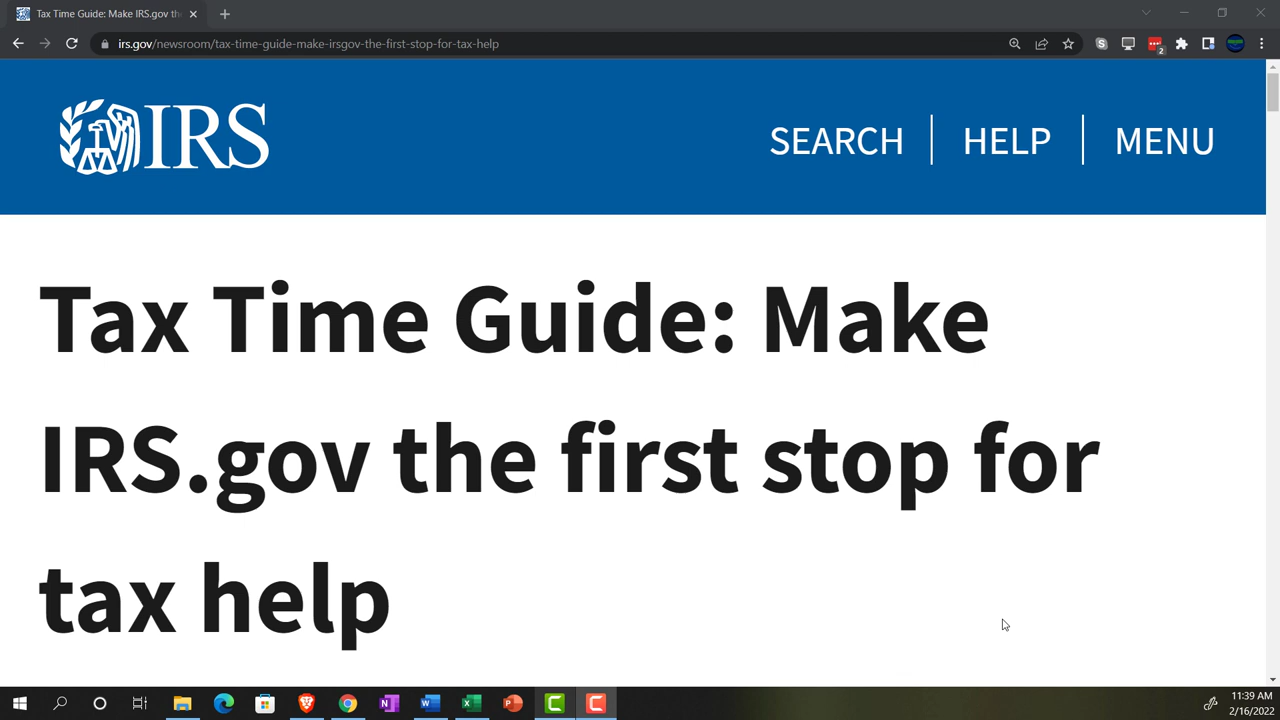 Tax Time Guide: Make IRS.gov th
irs.gov/newsroom/tax-time-guide-make-irsgov-the-first-stop-for-tax-help
2
IRS
SEARCH
HELP
MENU
Tax Time Guide: Make
IRS.gov the first stop for
tax help
11:39 AM
2/16/2022